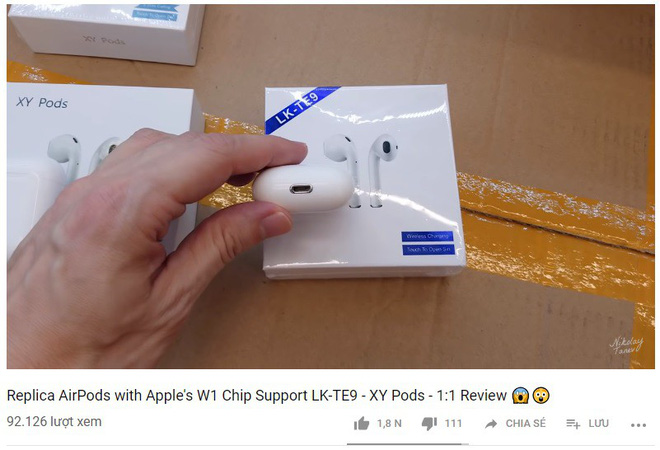 XY Pods
XY Pods
LK-TE9
Wireless Charging
Touch To Open Siri
Nikolay
Tanev
Replica AirPods with Apple's W1 Chip Support LK-TE9 - XY Pods - 1:1 Review 😱😲
92.126 lượt xem
1,8 N
111
CHIA SẺ
LƯU